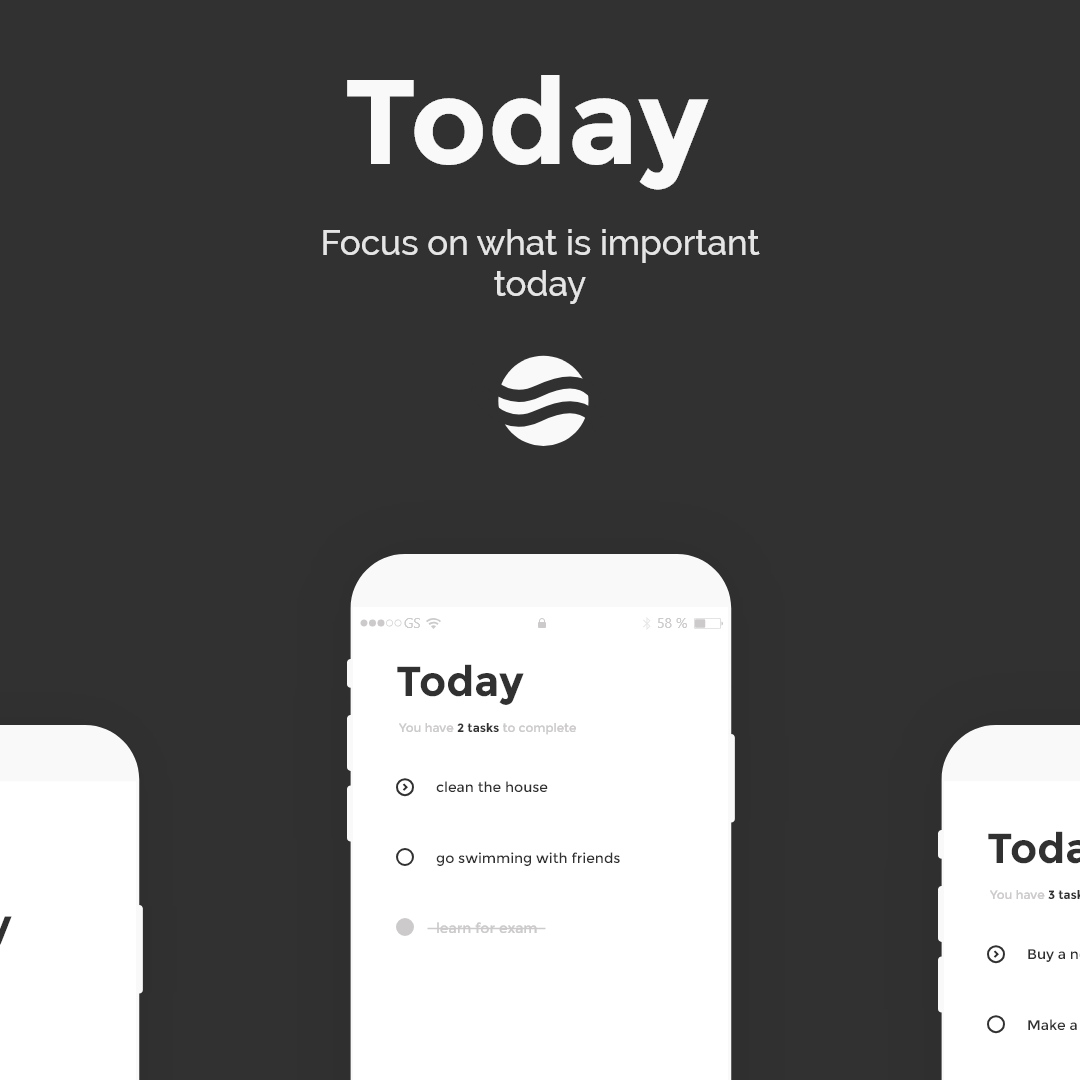 Today
Focus on what is important
today
GS 58 %
Today
You have 2 tasks to complete
clean the house
go swimming with friends
learn for exam
y
Toda
You have 3 task
Buy a n
Make a